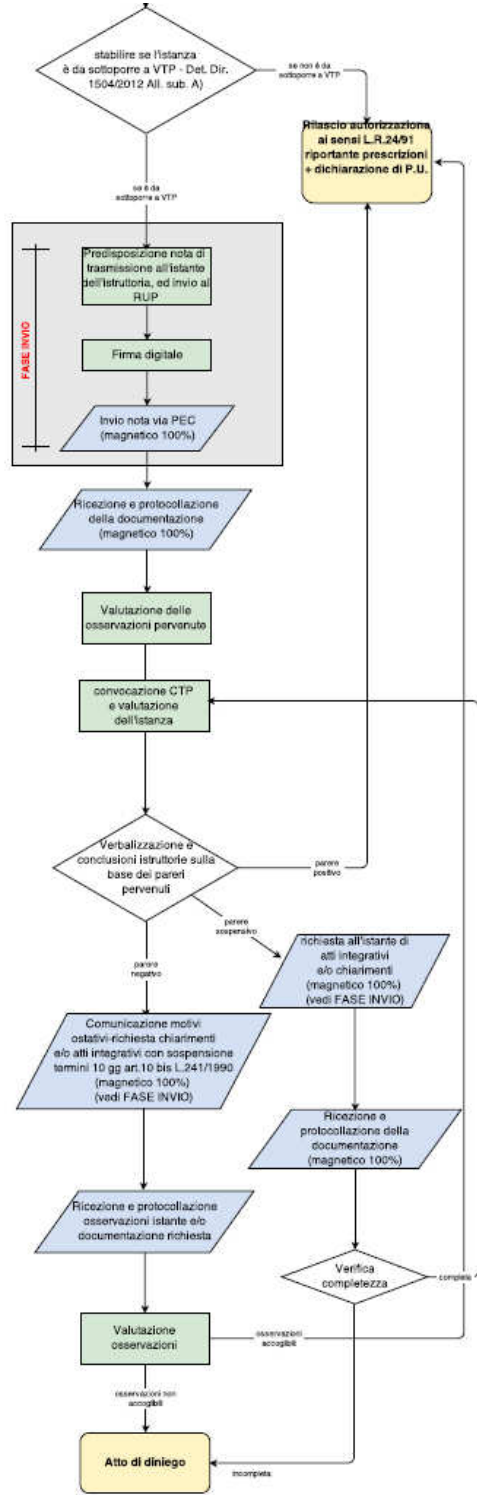 stabilire se l'istanza
è da sottoporre a VTP - Det. Dir.
1504/2012 All. sub. A)
se non è da
sottoporre a VTP
Rilascio autorizzazione
ai sensi L.R.24/91
riportante prescrizioni
+ dichiarazione di P.U.
se è da
sottoporre a VTP
FASE INVIO
Predisposizione nota di
trasmissione all'istante
dell'istruttoria, ed invio al
RUP
Firma digitale
Invio nota via PEC
(magnetico 100%)
Ricezione e protocollazione
della documentazione
(magnetico 100%)
Valutazione delle
osservazioni pervenute
convocazione CTP
e valutazione
dell'istanza
Verbalizzazione e
conclusioni istruttorie sulla
base dei pareri
pervenuti
parere
positivo
parere
sospensivo
parere
negativo
richiesta all'istante di
atti integrativi
e/o chiarimenti
(magnetico 100%)
(vedi FASE INVIO)
Comunicazione motivi
ostativi-richiesta chiarimenti
e/o atti integrativi con sospensione
termini 10 gg art.10 bis L.241/1990
(magnetico 100%)
(vedi FASE INVIO)
Ricezione e
protocollazione della
documentazione
(magnetico 100%)
Ricezione e protocollazione
osservazioni istante e/o
documentazione richiesta
Verifica
completezza
completa
Valutazione
osservazioni
osservazioni
accoglibili
osservazioni non
accoglibili
Atto di diniego
incompleta